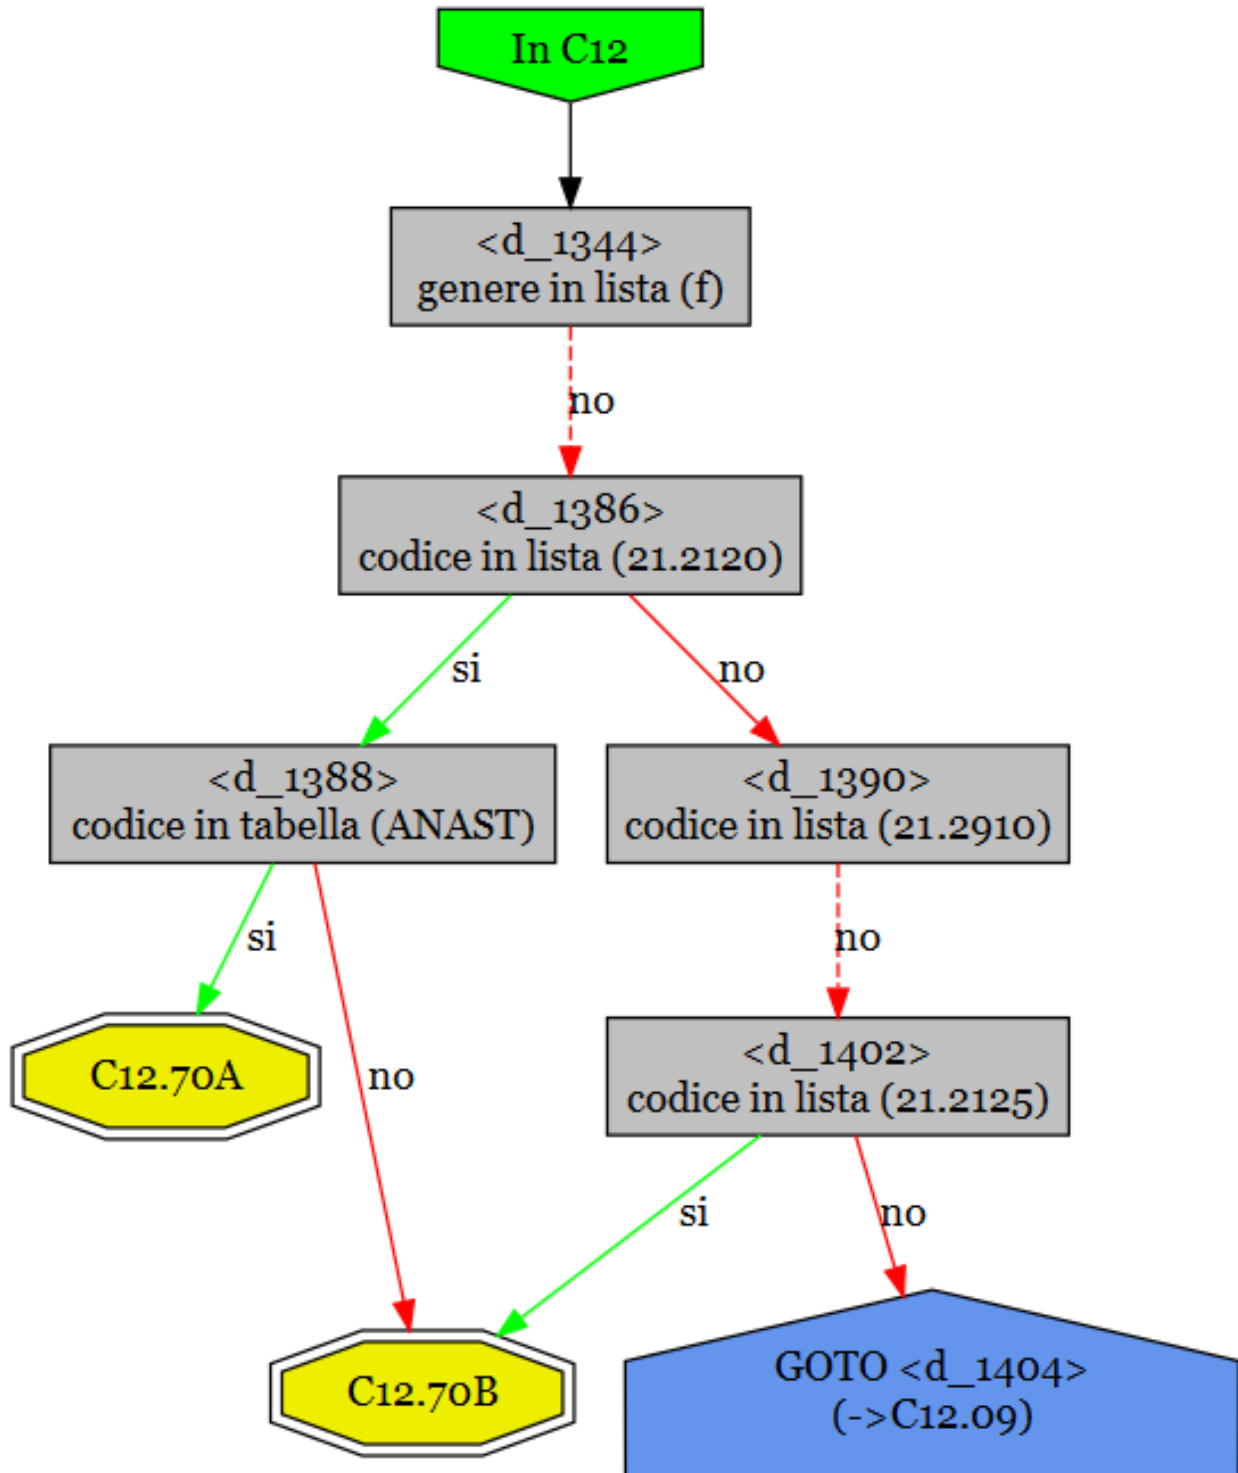 In C12
<d_1344>
genere in lista (f)
no
<d_1386>
codice in lista (21.2120)
si
no
<d_1388>
codice in tabella (ANAST)
<d_1390>
codice in lista (21.2910)
si
no
C12.70A
no
<d_1402>
codice in lista (21.2125)
si
no
C12.70B
GOTO <d_1404>
(->C12.09)